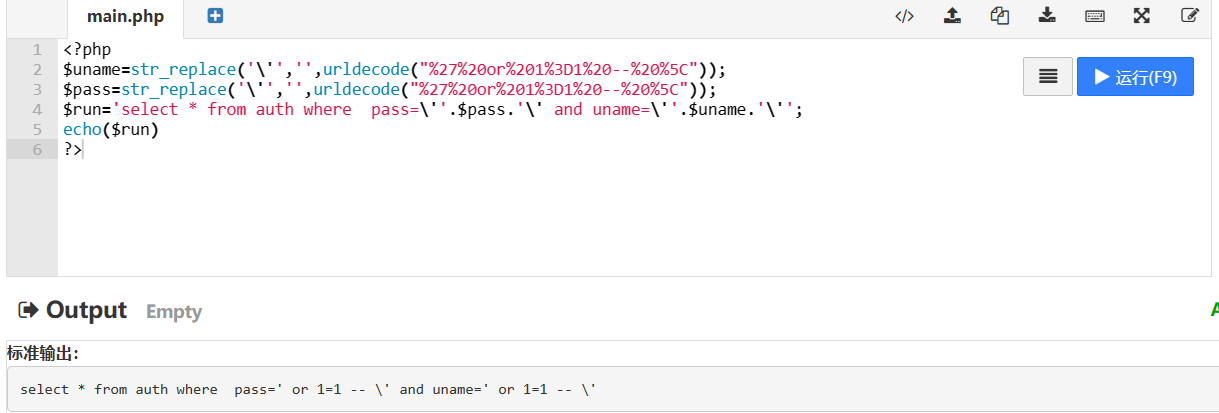 main.php
</>
1 <?php
2 $uname=str_replace('\'','',urldecode("%27%20or%201%3D1%20--%20%5C"));
3 $pass=str_replace('\'','',urldecode("%27%20or%201%3D1%20--%20%5C"));
4 $run='select * from auth where  pass=\''.$pass.'\' and uname=\''.$uname.'\'';
5 echo($run)
6 ?>
运行(F9)
Output Empty
标准输出:
select * from auth where  pass=' or 1=1 -- \' and uname=' or 1=1 -- \'